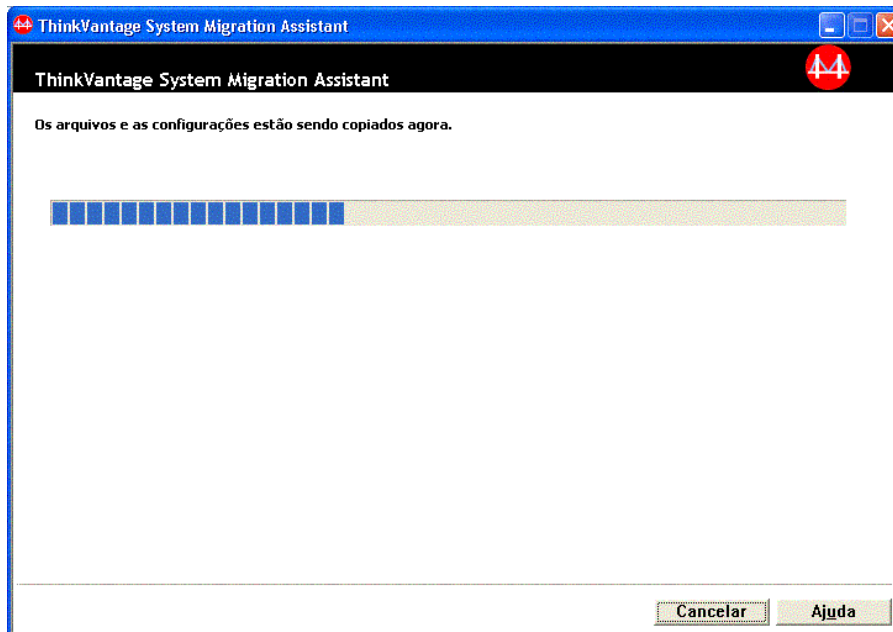 ThinkVantage System Migration Assistant
ThinkVantage System Migration Assistant
Os arquivos e as configurações estão sendo copiados agora.
Cancelar Ajuda